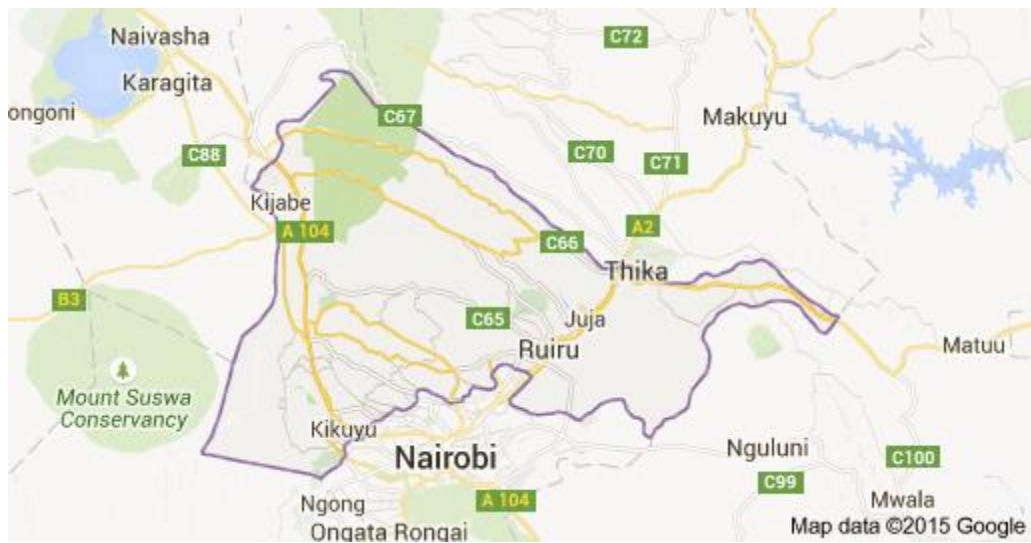 Naivasha
C72
Karagita
ongoni
C67
Makuyu
C88
C70
C71
Kijabe
A 104
C66
A2
Thika
B3
C65
Juja
Ruiru
Matuu
Mount Suswa
Conservancy
Kikuyu
Nairobi
Nguluni
C100
C99
Ngong
A 104
Mwala
Ongata Rongai
Map data ©2015 Google